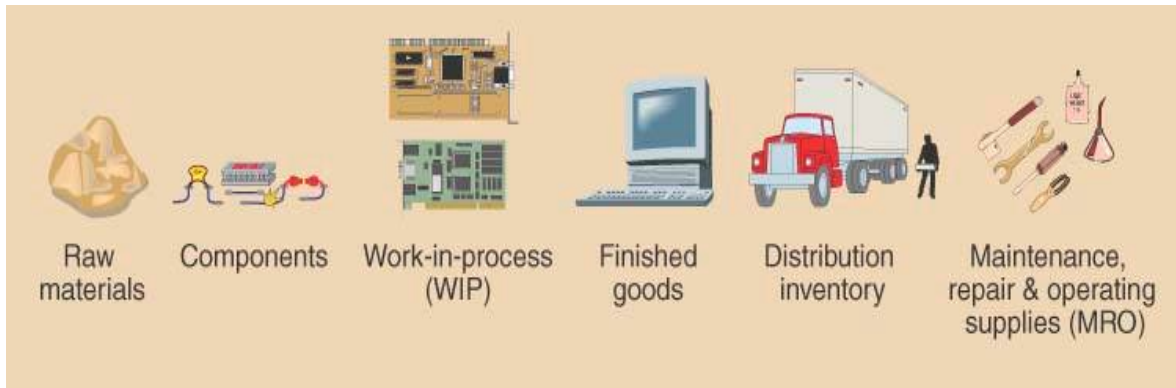 Raw
materials
Components
Work-in-process
(WIP)
Finished
goods
Distribution
inventory
Maintenance,
repair & operating
supplies (MRO)